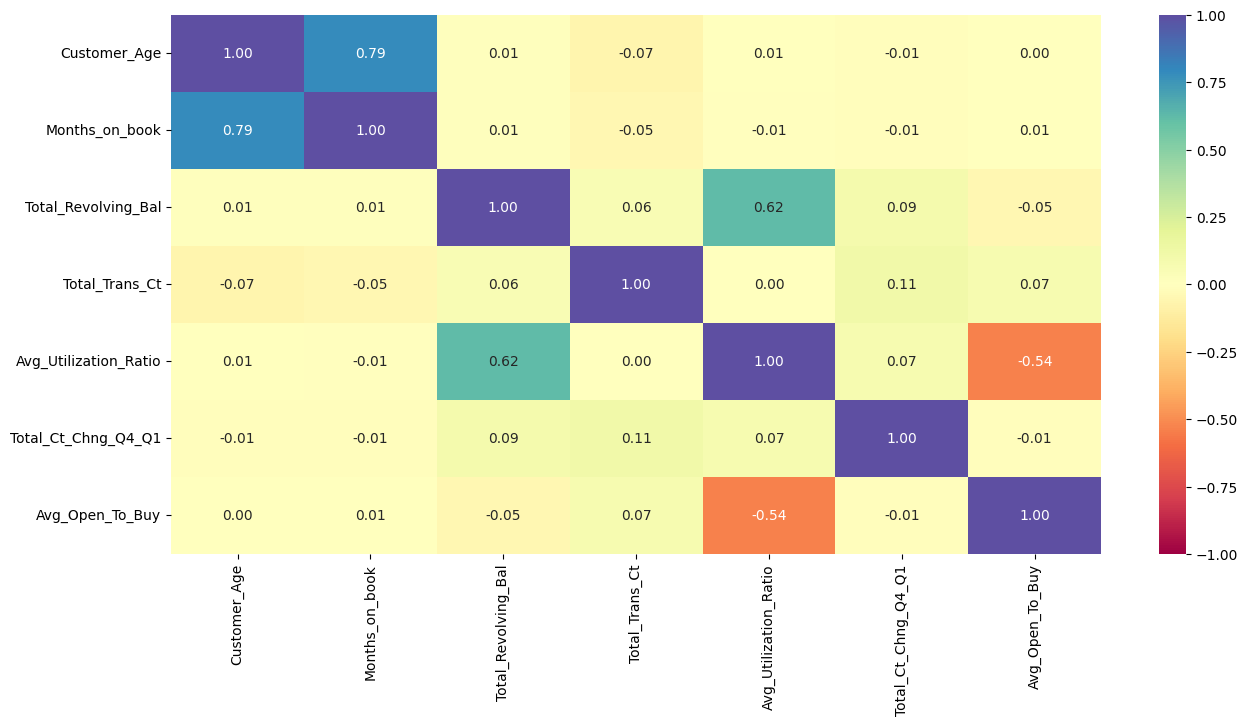 Customer_Age 1.00 0.79 0.01 -0.07 0.01 -0.01 0.00
Months_on_book 0.79 1.00 0.01 -0.05 -0.01 -0.01 0.01
Total_Revolving_Bal 0.01 0.01 1.00 0.06 0.62 0.09 -0.05
Total_Trans_Ct -0.07 -0.05 0.06 1.00 0.00 0.11 0.07
Avg_Utilization_Ratio 0.01 -0.01 0.62 0.00 1.00 0.07 -0.54
Total_Ct_Chng_Q4_Q1 -0.01 -0.01 0.09 0.11 0.07 1.00 -0.01
Avg_Open_To_Buy 0.00 0.01 -0.05 0.07 -0.54 -0.01 1.00
Customer_Age
Months_on_book
Total_Revolving_Bal
Total_Trans_Ct
Avg_Utilization_Ratio
Total_Ct_Chng_Q4_Q1
Avg_Open_To_Buy
1.00
0.75
0.50
0.25
0.00
−0.25
−0.50
−0.75
−1.00